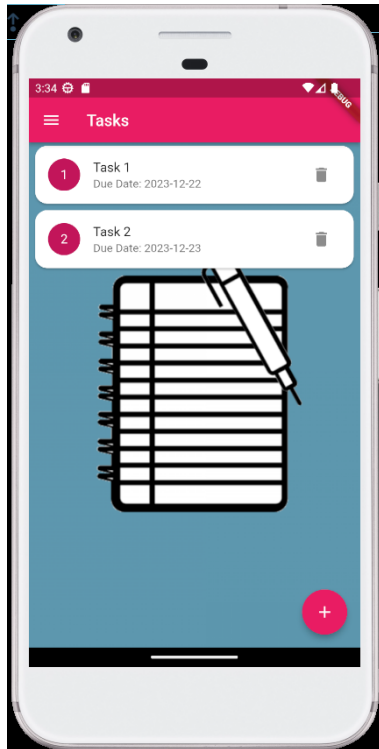 3:34
DEBUG
Tasks
1
Task 1
Due Date: 2023-12-22
2
Task 2
Due Date: 2023-12-23
+